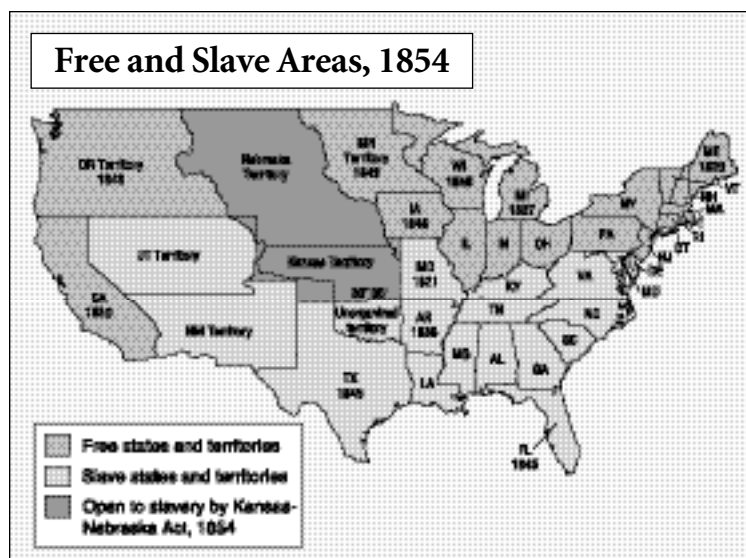 Free and Slave Areas, 1854
OR Territory
1848
Nebraska
Territory
MN
Territory
1849
WI
1848
MI
1837
ME
1820
VT
NH
MA
NY
RI
CT
NJ
DE
MD
PA
IA
1846
IL
IN
OH
UT Territory
Kansas Territory
MO
1821
KY
VA
CA
1850
36°30'
NM Territory
Unorganized
territory
AR
1836
TN
NC
SC
MS
AL
GA
LA
TX
1845
FL
1845
Free states and territories
Slave states and territories
Open to slavery by Kansas-
Nebraska Act, 1854